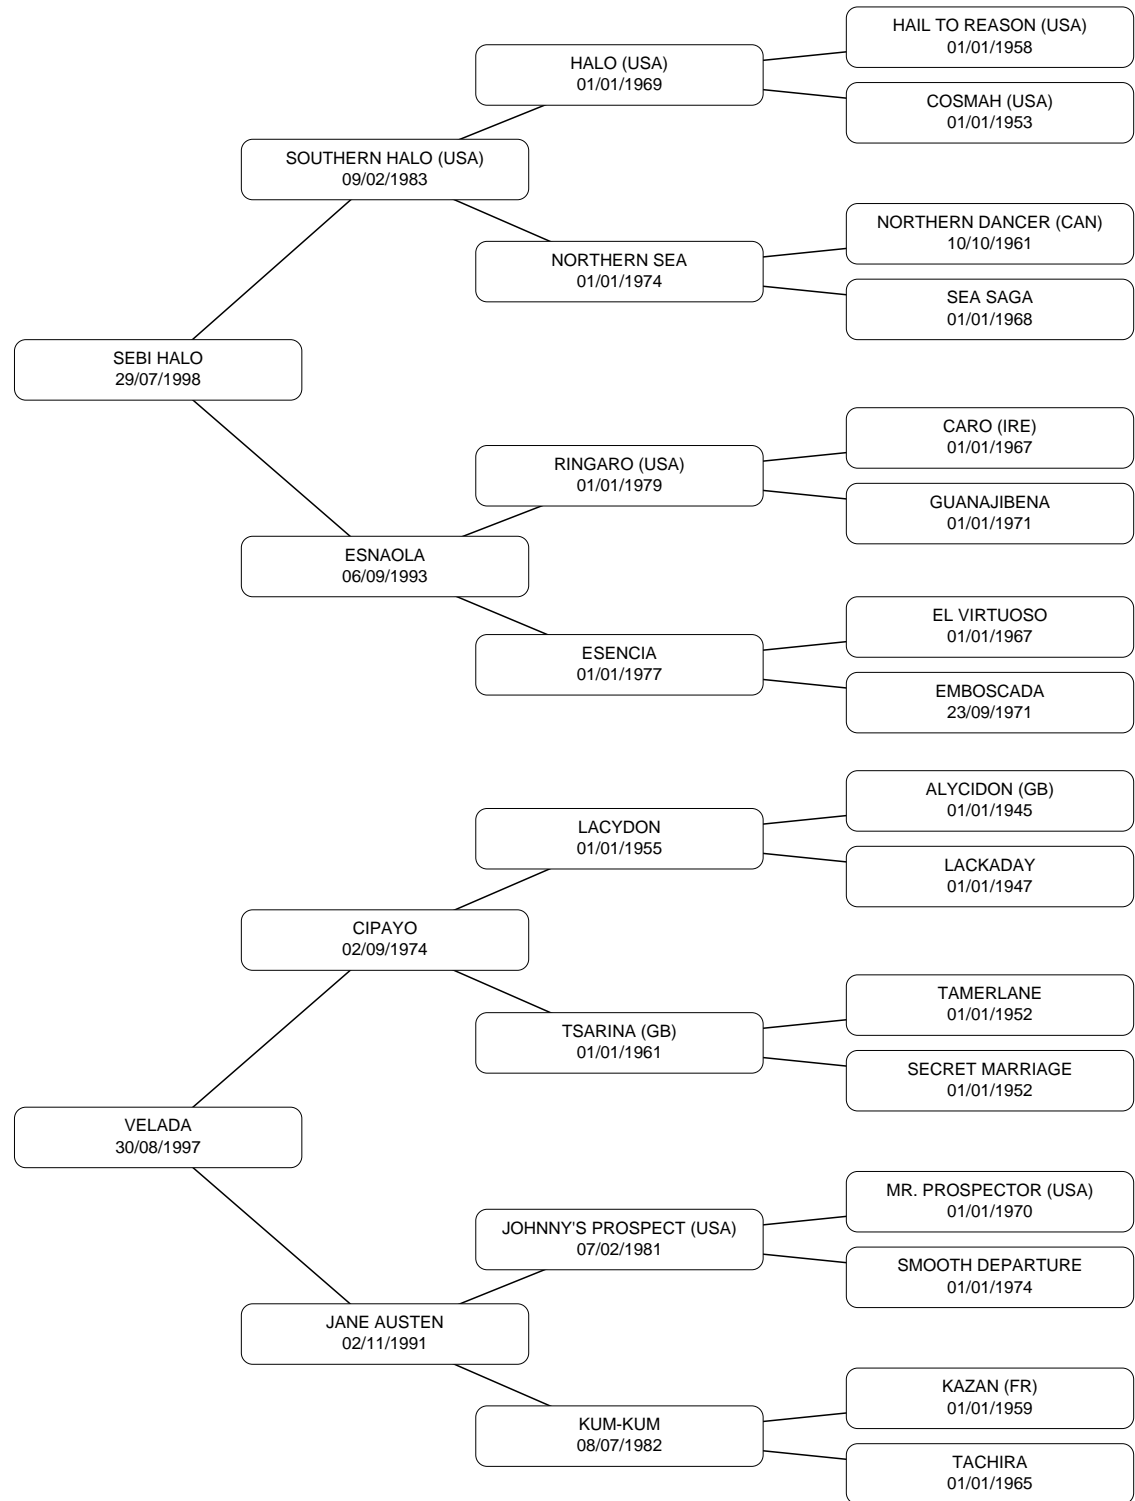 HAIL TO REASON (USA)
01/01/1958
HALO (USA)
01/01/1969
COSMAH (USA)
01/01/1953
SOUTHERN HALO (USA)
09/02/1983
NORTHERN DANCER (CAN)
10/10/1961
NORTHERN SEA
01/01/1974
SEA SAGA
01/01/1968
SEBI HALO
29/07/1998
CARO (IRE)
01/01/1967
RINGARO (USA)
01/01/1979
GUANAJIBENA
01/01/1971
ESNAOLA
06/09/1993
EL VIRTUOSO
01/01/1967
ESENCIA
01/01/1977
EMBOSCADA
23/09/1971
ALYCIDON (GB)
01/01/1945
LACYDON
01/01/1955
LACKADAY
01/01/1947
CIPAYO
02/09/1974
TAMERLANE
01/01/1952
TSARINA (GB)
01/01/1961
SECRET MARRIAGE
01/01/1952
VELADA
30/08/1997
MR. PROSPECTOR (USA)
01/01/1970
JOHNNY'S PROSPECT (USA)
07/02/1981
SMOOTH DEPARTURE
01/01/1974
JANE AUSTEN
02/11/1991
KAZAN (FR)
01/01/1959
KUM-KUM
08/07/1982
TACHIRA
01/01/1965